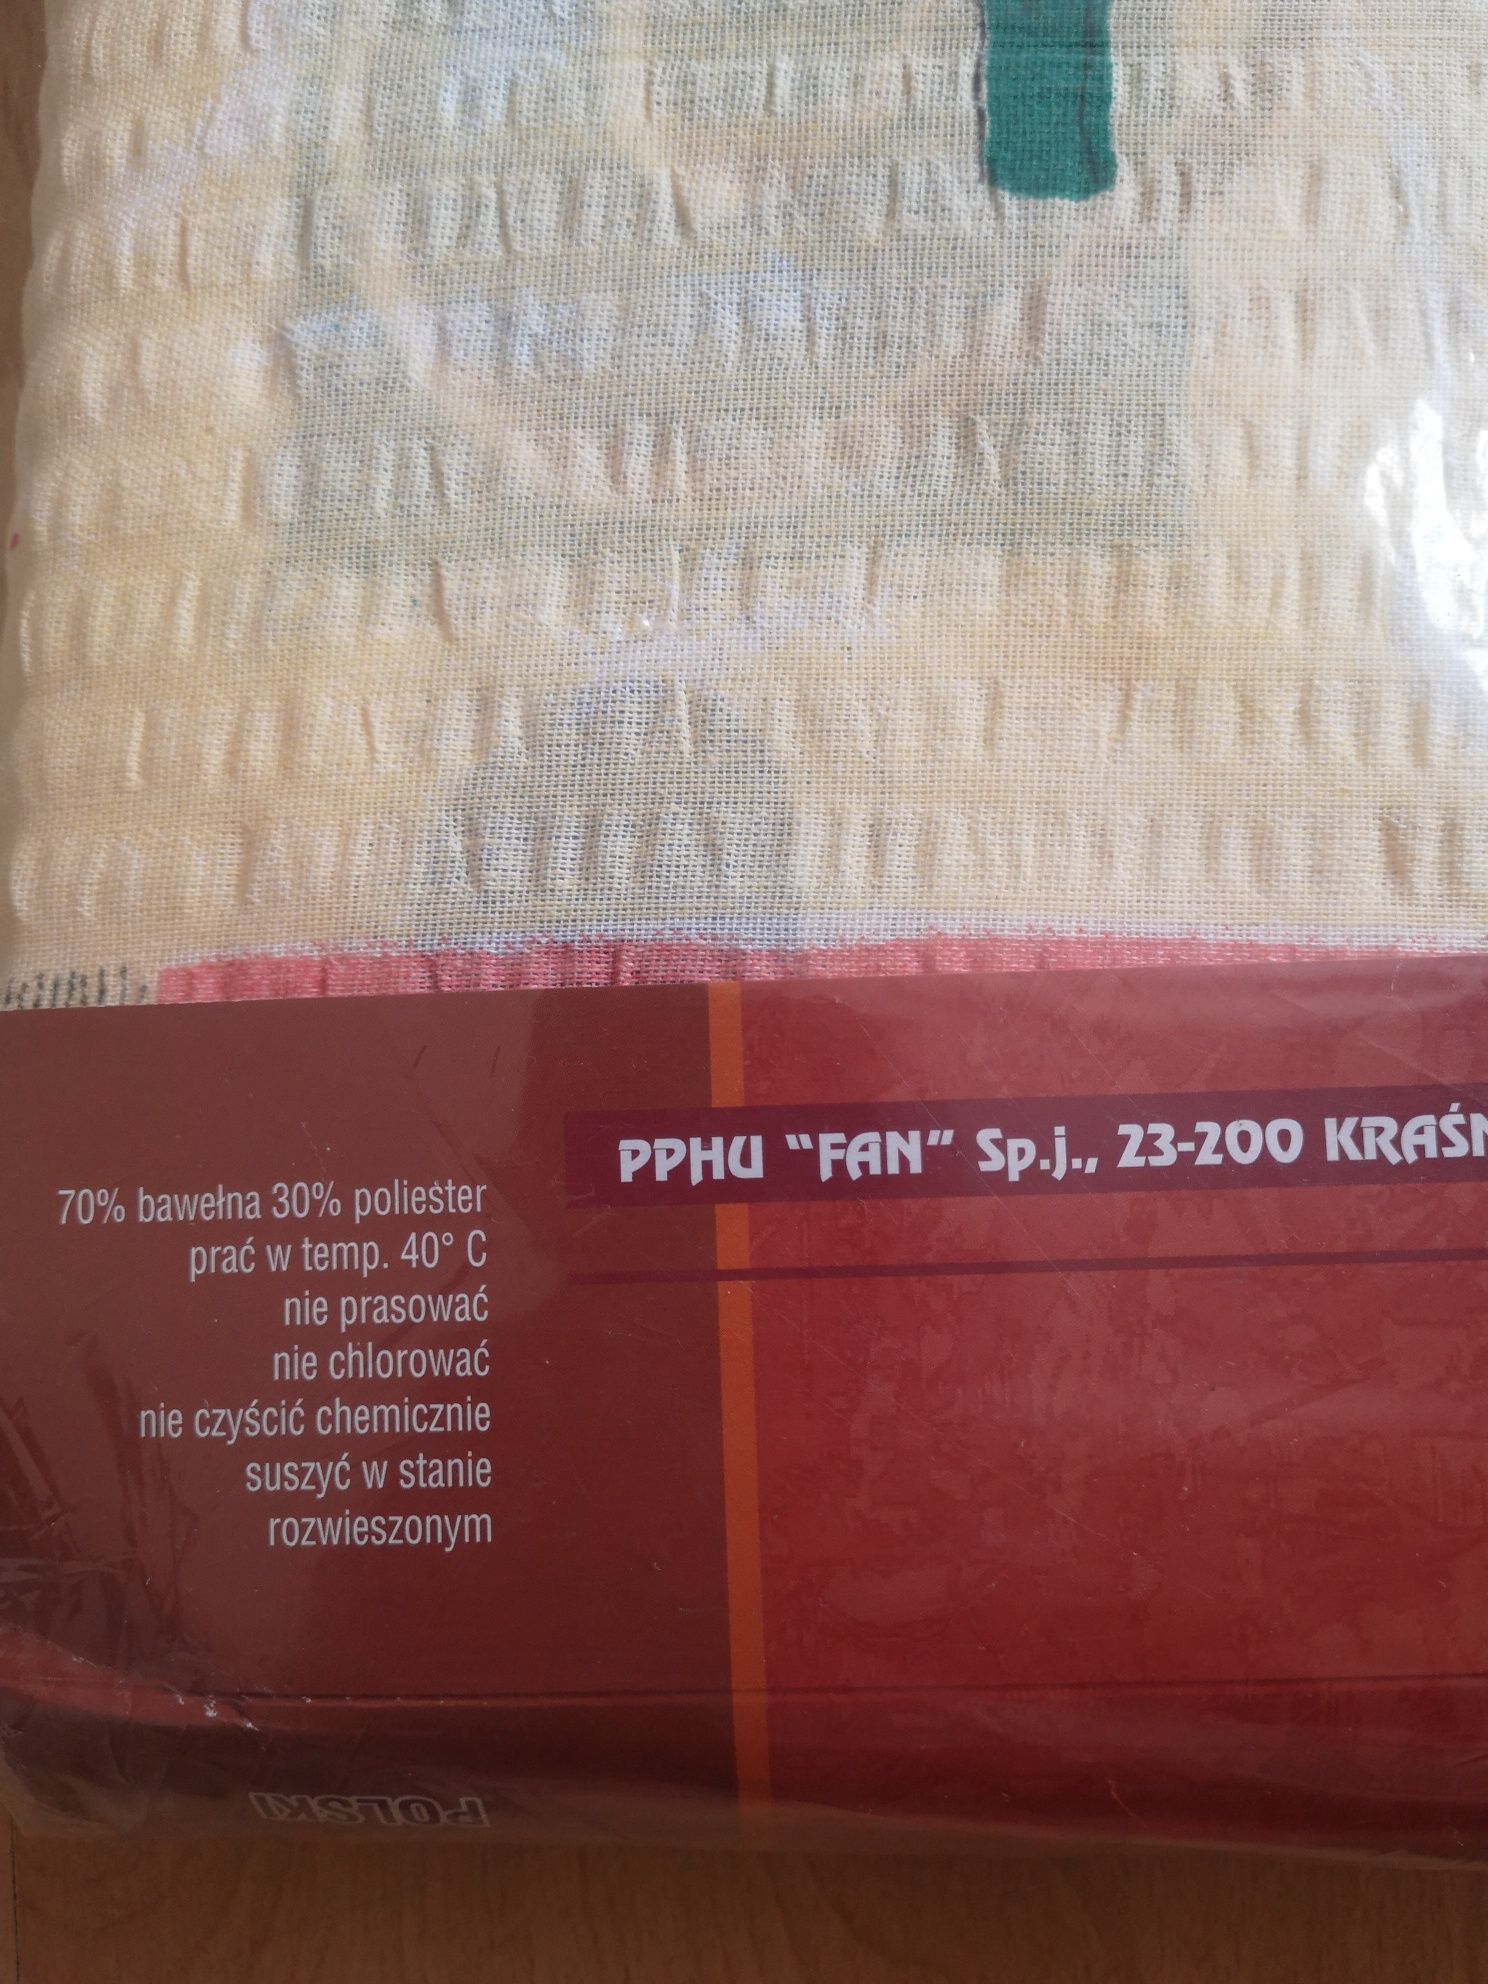 PPHU "FAN" Sp.j., 23-200 KRAŚN
70% bawełna 30% poliester
prać w temp. 40° C
nie prasować
nie chlorować
nie czyścić chemicznie
suszyć w stanie
rozwieszonym
POLSKI